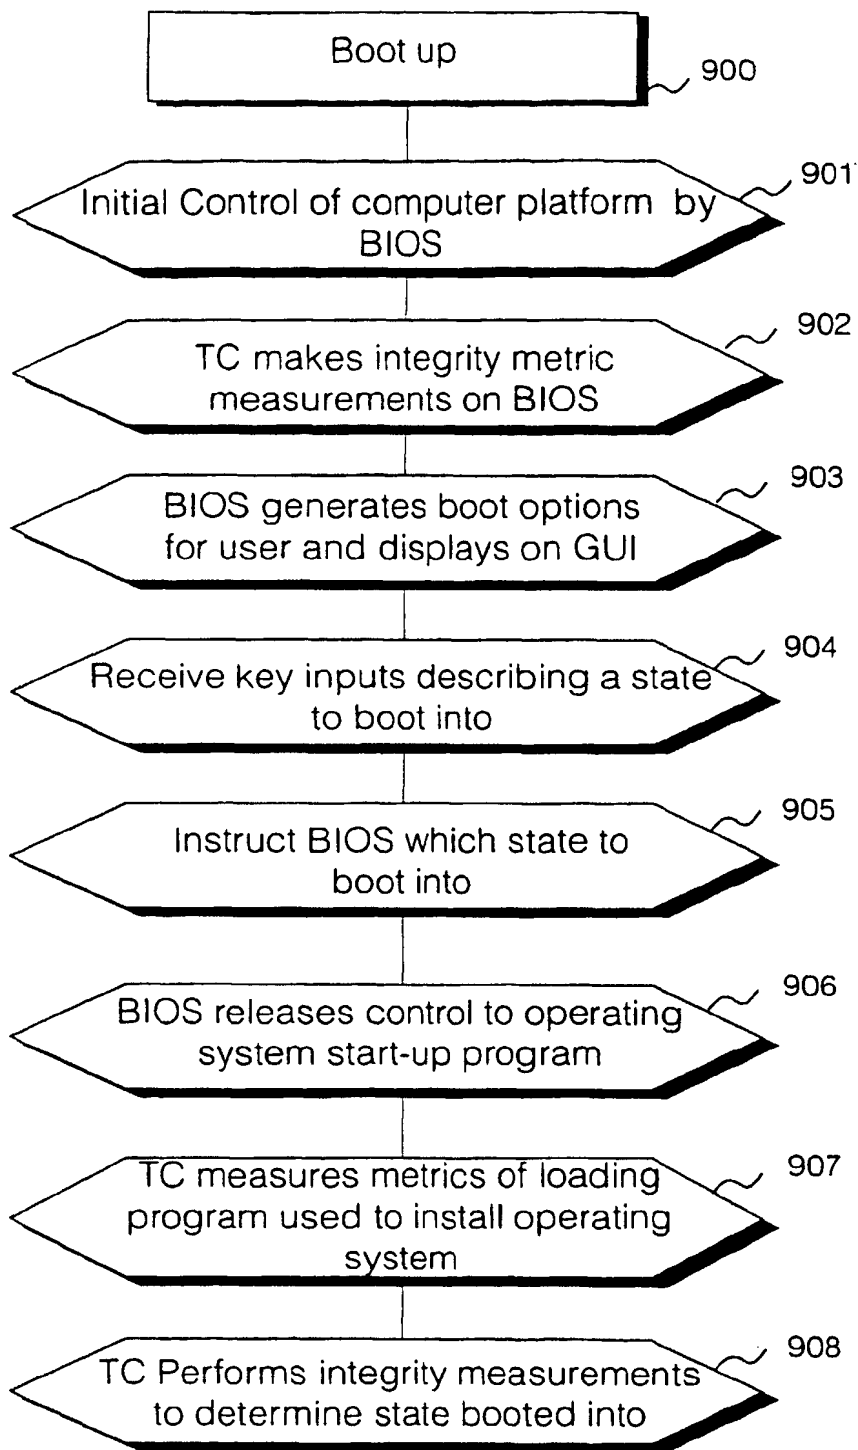 Boot up
900
Initial Control of computer platform by
BIOS
901
TC makes integrity metric
measurements on BIOS
902
BIOS generates boot options
for user and displays on GUI
903
Receive key inputs describing a state
to boot into
904
Instruct BIOS which state to
boot into
905
BIOS releases control to operating
system start-up program
906
TC measures metrics of loading
program used to install operating
system
907
TC Performs integrity measurements
to determine state booted into
908